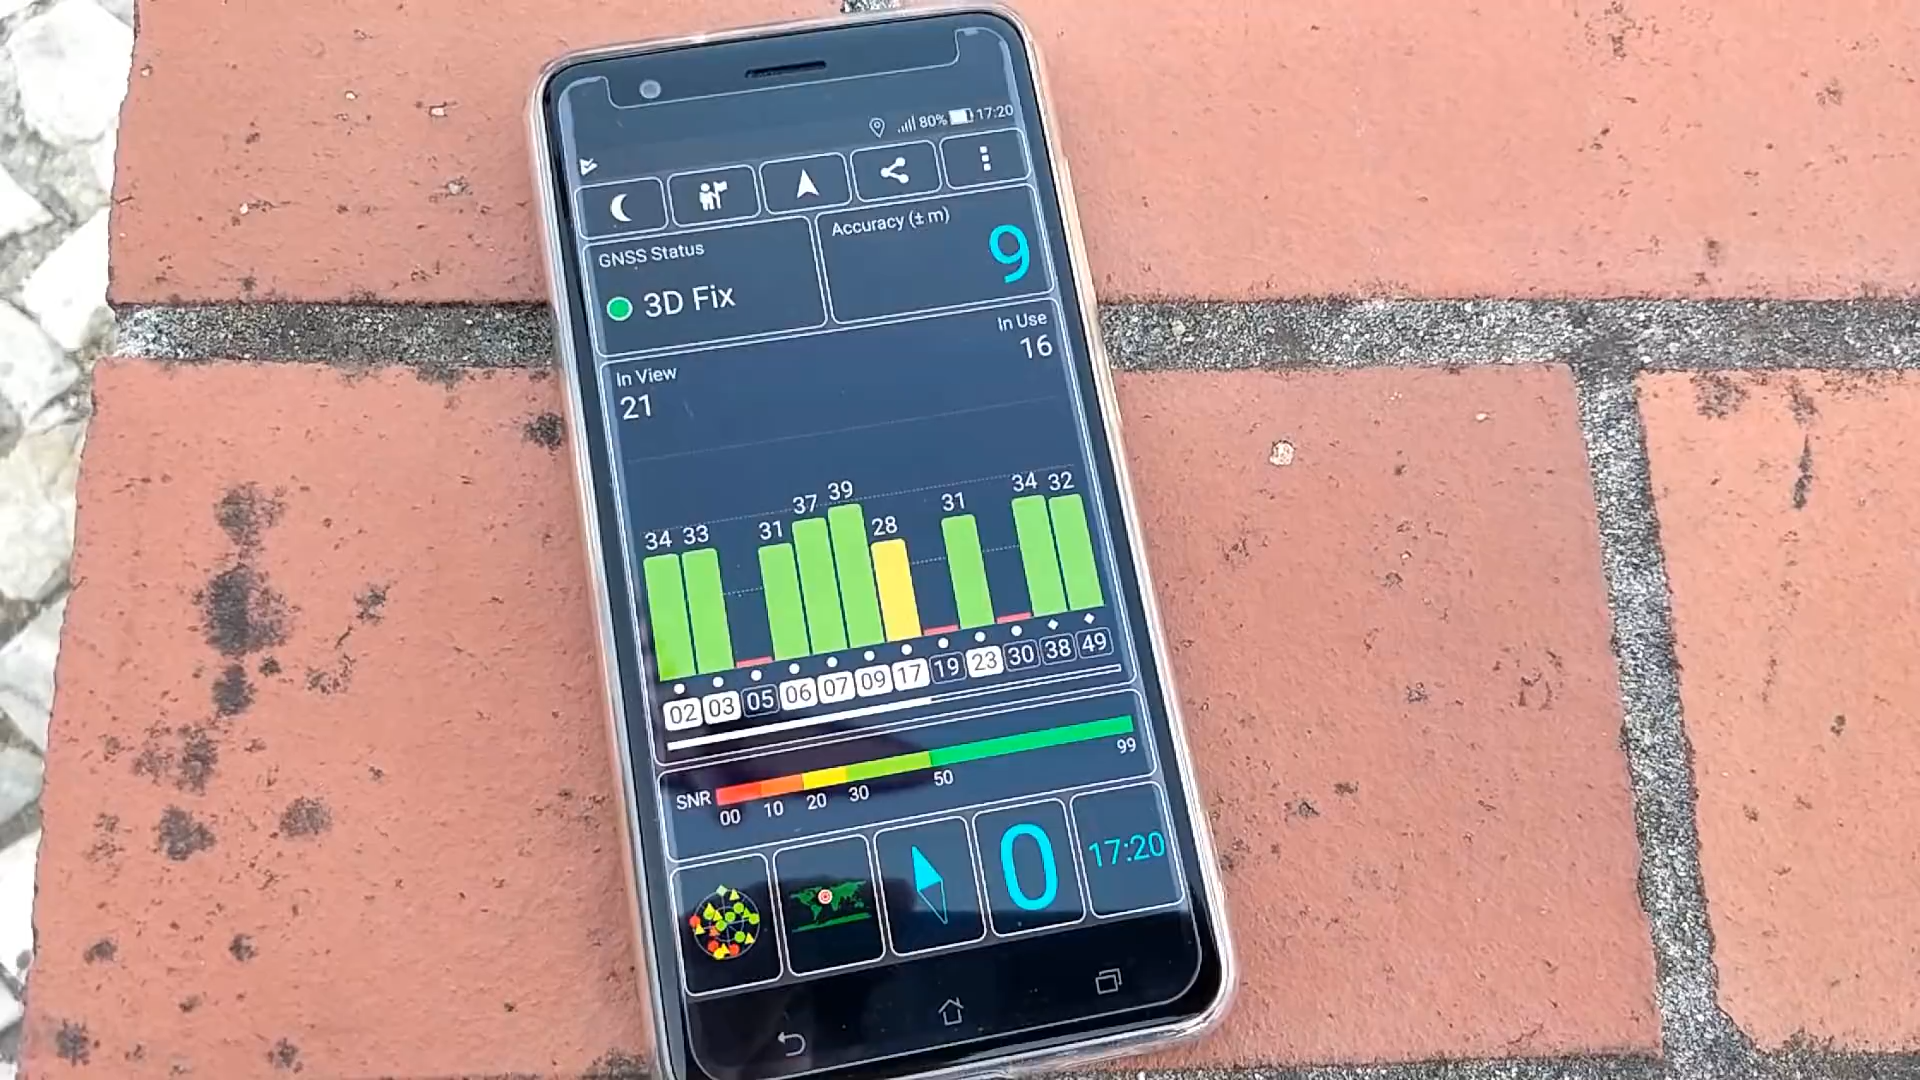 80% 17:20
GNSS Status
3D Fix
Accuracy (± m)
9
In View
21
In Use
16
34 33 31 37 39 28 31 34 32
02 03 05 06 07 09 17 19 23 30 38 49
SNR
00 10 20 30 50 99
0
17:20